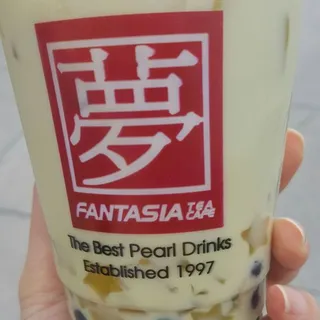 夢
FANTASIA TEA CAFE
The Best Pearl Drinks
Established 1997